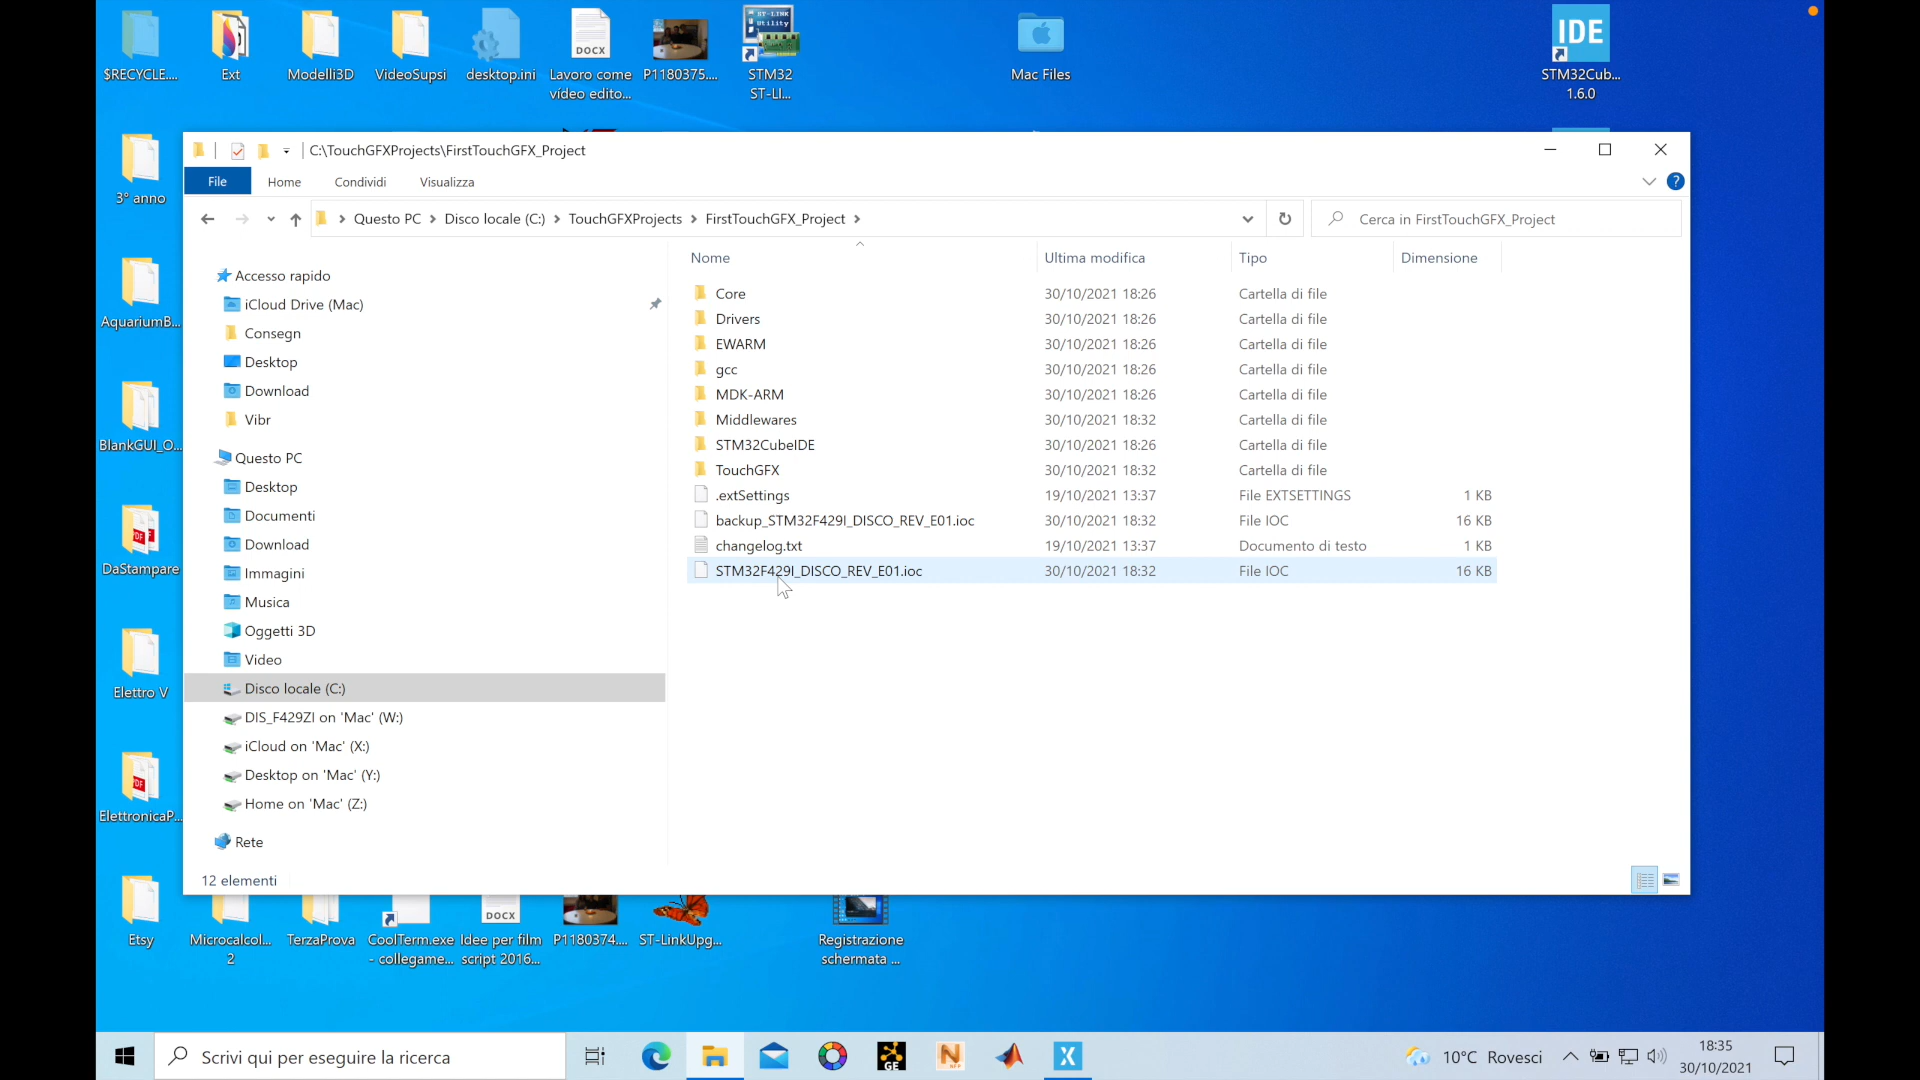 $RECYCLE....
Ext
Modelli3D
VideoSupsi
desktop.ini
DOCX
Lavoro come
video edito...
P1180375....
ST-LINK
Utility
STM32
ST-LI...
Mac Files
IDE
STM32Cub...
1.6.0
C:\TouchGFXProjects\FirstTouchGFX_Project
File
Home
Condividi
Visualizza
?
Questo PC
Disco locale (C:)
TouchGFXProjects
FirstTouchGFX_Project
Cerca in FirstTouchGFX_Project
3° anno
AquariumB...
BlankGUI_O...
PDF
DaStampare
Elettro V
PDF
ElettronicaP...
Accesso rapido
iCloud Drive (Mac)
Consegn
Desktop
Download
Vibr
Questo PC
Desktop
Documenti
Download
Immagini
Musica
Oggetti 3D
Video
Disco locale (C:)
DIS_F429ZI on 'Mac' (W:)
iCloud on 'Mac' (X:)
Desktop on 'Mac' (Y:)
Home on 'Mac' (Z:)
Rete
Nome Ultima modifica Tipo Dimensione
Core 30/10/2021 18:26 Cartella di file
Drivers 30/10/2021 18:26 Cartella di file
EWARM 30/10/2021 18:26 Cartella di file
gcc 30/10/2021 18:26 Cartella di file
MDK-ARM 30/10/2021 18:26 Cartella di file
Middlewares 30/10/2021 18:32 Cartella di file
STM32CubeIDE 30/10/2021 18:26 Cartella di file
TouchGFX 30/10/2021 18:32 Cartella di file
.extSettings 19/10/2021 13:37 File EXTSETTINGS 1 KB
backup_STM32F429I_DISCO_REV_E01.ioc 30/10/2021 18:32 File IOC 16 KB
changelog.txt 19/10/2021 13:37 Documento di testo 1 KB
STM32F429I_DISCO_REV_E01.ioc 30/10/2021 18:32 File IOC 16 KB
12 elementi
Etsy
Microcalcol...
2
TerzaProva
CoolTerm.exe
- collegame...
DOCX
Idee per film
script 2016...
P1180374....
ST-LinkUpg...
Registrazione
schermata ...
Scrivi qui per eseguire la ricerca
GE
N
X
10°C Rovesci
18:35
30/10/2021